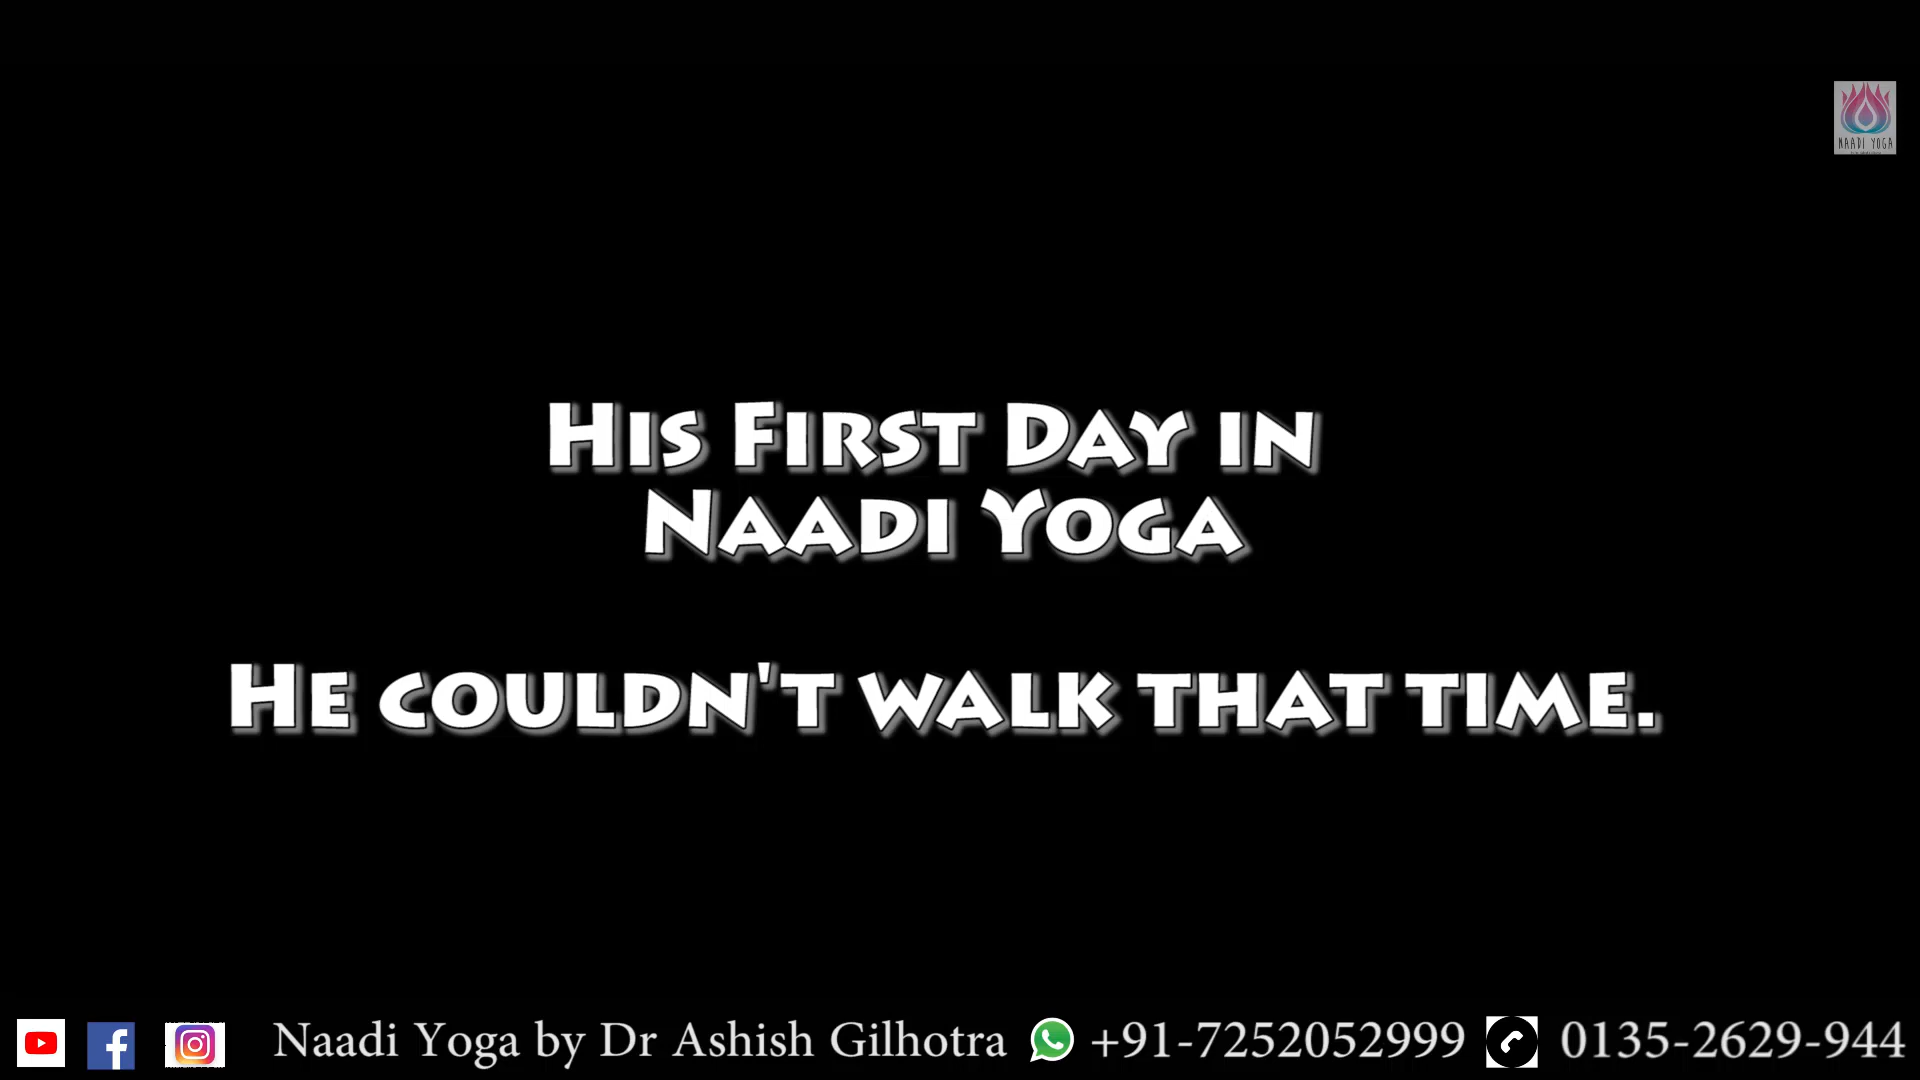 NAADI YOGA
His First Day in
Naadi Yoga
He couldn't walk that time.
Naadi Yoga by Dr Ashish Gilhotra +91-7252052999 0135-2629-944